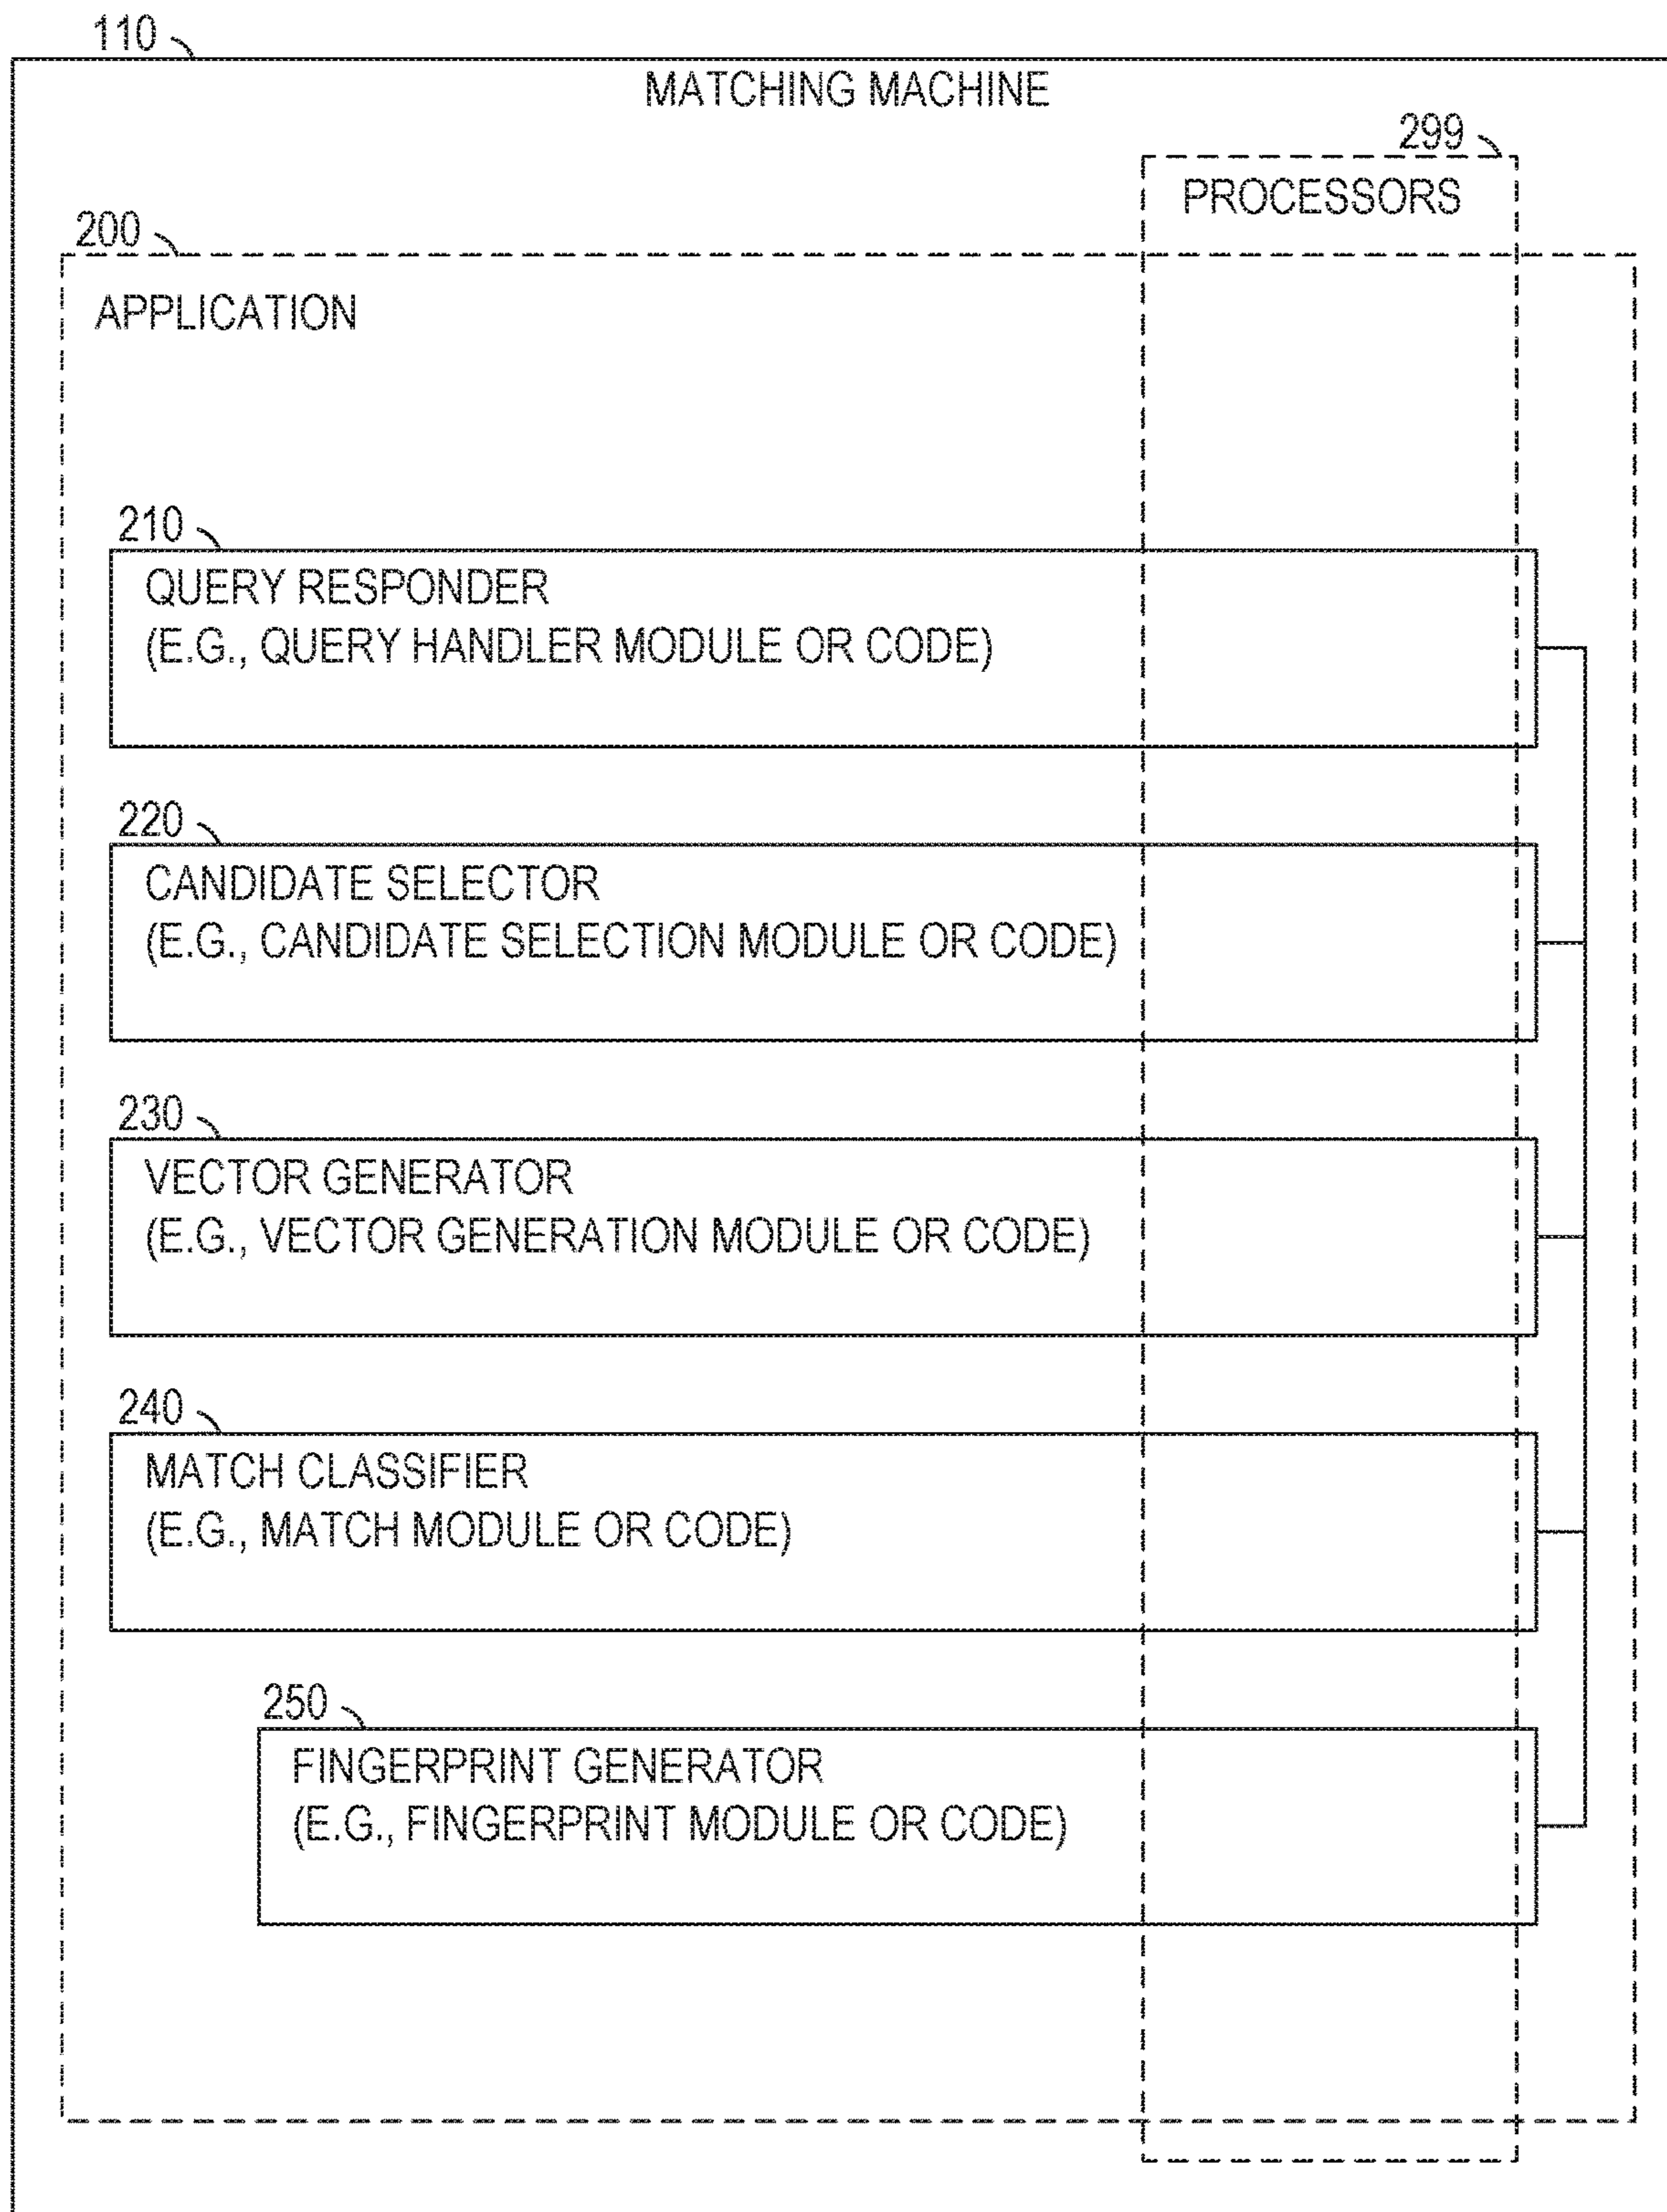 110
MATCHING MACHINE
299
PROCESSORS
200
APPLICATION
210
QUERY RESPONDER
(E.G., QUERY HANDLER MODULE OR CODE)
220
CANDIDATE SELECTOR
(E.G., CANDIDATE SELECTION MODULE OR CODE)
230
VECTOR GENERATOR
(E.G., VECTOR GENERATION MODULE OR CODE)
240
MATCH CLASSIFIER
(E.G., MATCH MODULE OR CODE)
250
FINGERPRINT GENERATOR
(E.G., FINGERPRINT MODULE OR CODE)